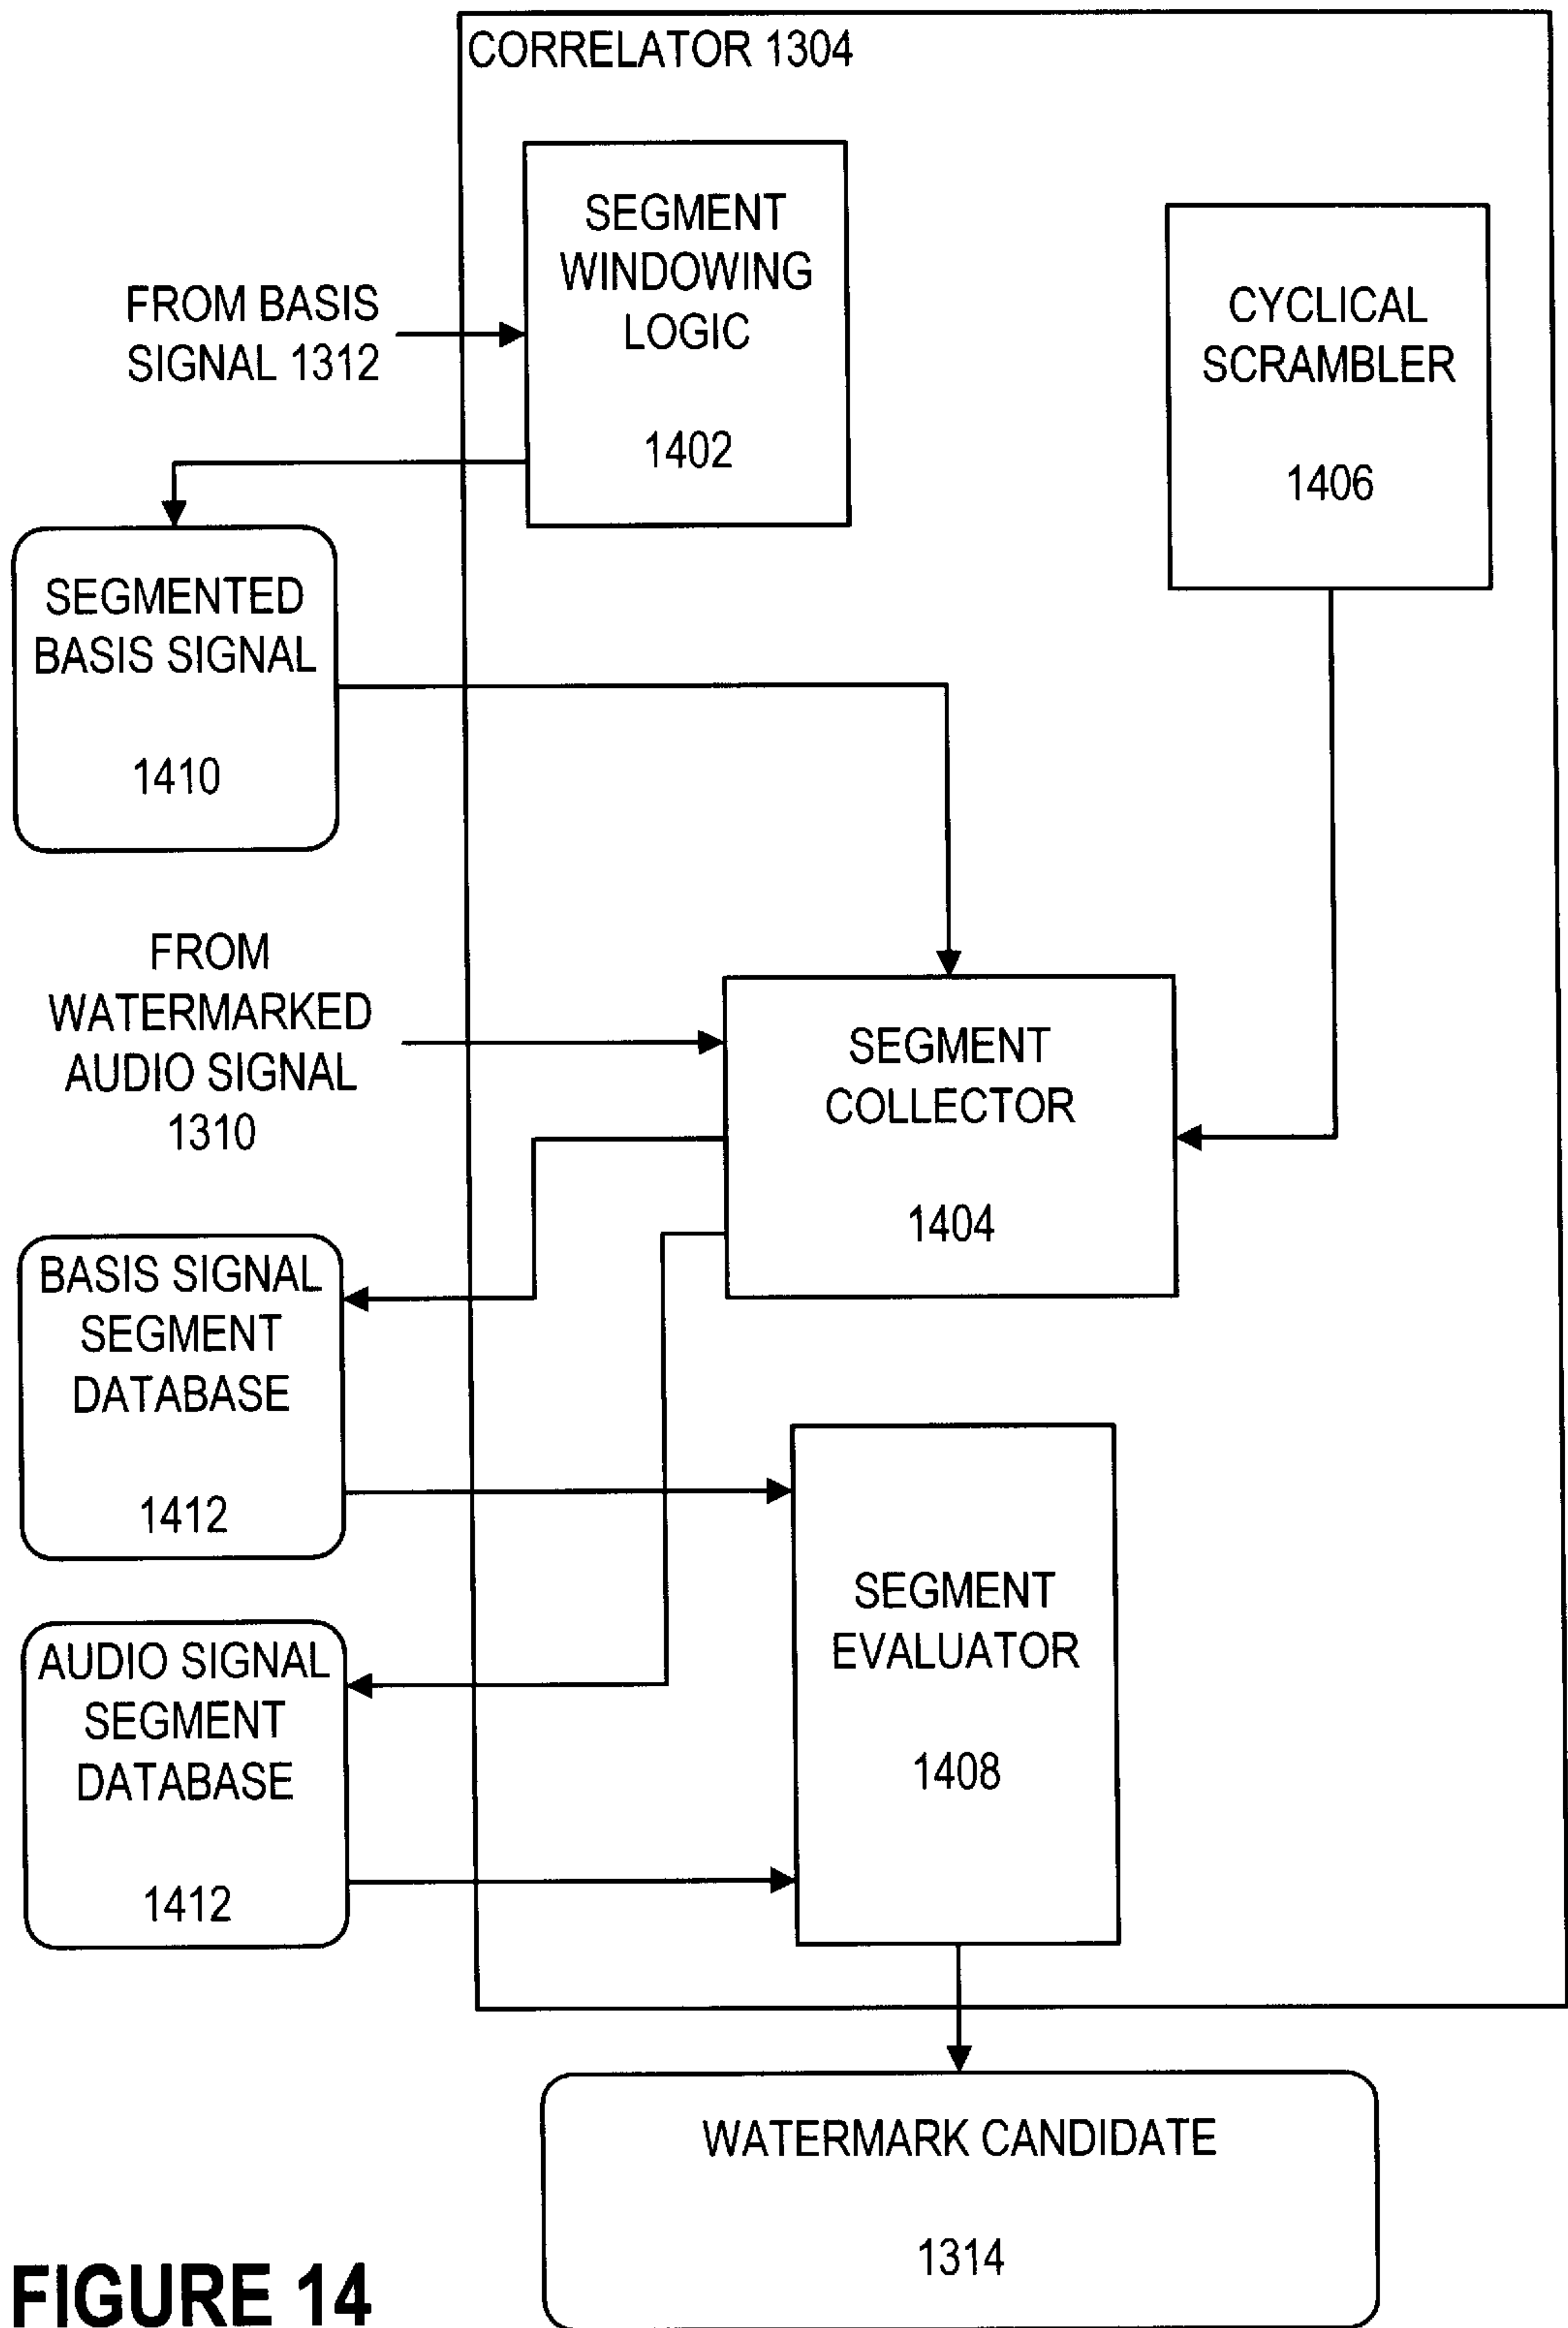 CORRELATOR 1304
SEGMENT
WINDOWING
LOGIC
1402
CYCLICAL
SCRAMBLER
1406
FROM BASIS
SIGNAL 1312
SEGMENTED
BASIS SIGNAL
1410
FROM
WATERMARKED
AUDIO SIGNAL
1310
SEGMENT
COLLECTOR
1404
BASIS SIGNAL
SEGMENT
DATABASE
1412
SEGMENT
EVALUATOR
1408
AUDIO SIGNAL
SEGMENT
DATABASE
1412
WATERMARK CANDIDATE
1314
FIGURE 14